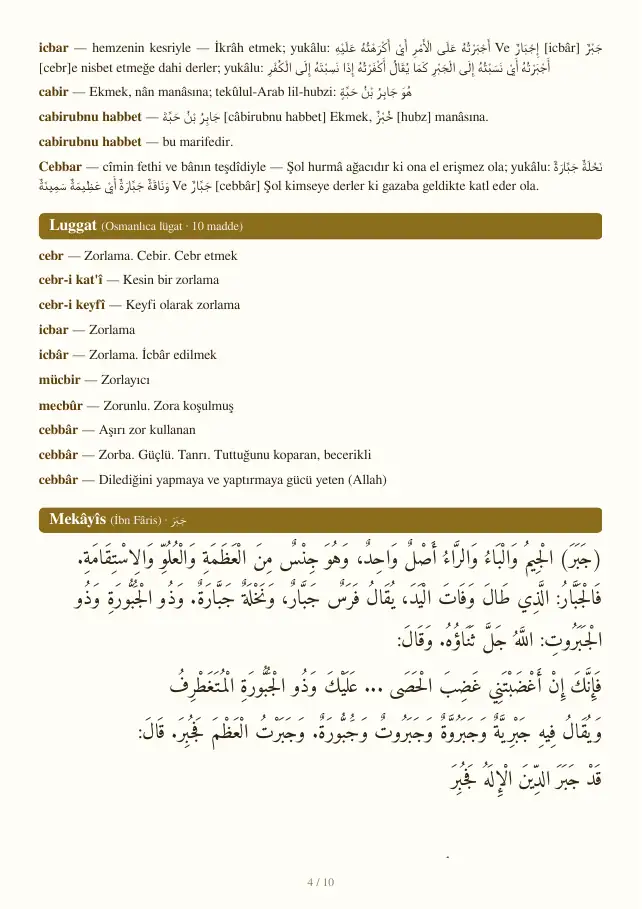 icbar — hemzenin kesriyle — İkrâh etmek; yukâlu: أَجْبَرْتُهُ عَلَى الْأَمْرِ أَيْ أَكْرَهْتُهُ عَلَيْهِ Ve إِجْبَارٌ [icbâr] جَبْرٌ
[cebr]e nisbet etmeğe dahi derler; yukâlu: أَجْبَرْتُهُ أَيْ نَسَبْتُهُ إِلَى الْجَبْرِ كَمَا يُقَالُ أَكْفَرْتُهُ إِذَا نَسِبْتَهُ إِلَى الْكُفْرِ
cabir — Ekmek, nân manâsına; tekûlul-Arab lil-hubzi: هُوَ جَابِرُ بْنُ حَبَّةٍ
cabirubnu habbet — جَابِرُ بْنُ حَبَّةَ [câbirubnu habbet] Ekmek, خُبْزٌ [hubz] manâsına.
cabirubnu habbet — bu marifedir.
Cebbar — cîmin fethi ve bânın teşdîdiyle — Şol hurmâ ağacıdır ki ona el erişmez ola; yukâlu: نَخْلَةٌ جَبَّارَةٌ
وَنَاقَةٌ جَبَّارَةٌ أَيْ عَظِيمَةٌ سَمِينَةٌ Ve جَبَّارٌ [cebbâr] Şol kimseye derler ki gazaba geldikte katl eder ola.
Luggat (Osmanlıca lügat · 10 madde)
cebr — Zorlama. Cebir. Cebr etmek
cebr-i kat'î — Kesin bir zorlama
cebr-i keyfî — Keyfi olarak zorlama
icbar — Zorlama
icbâr — Zorlama. İcbâr edilmek
mücbir — Zorlayıcı
mecbûr — Zorunlu. Zora koşulmuş
cebbâr — Aşırı zor kullanan
cebbâr — Zorba. Güçlü. Tanrı. Tuttuğunu koparan, becerikli
cebbâr — Dilediğini yapmaya ve yaptırmaya gücü yeten (Allah)
Mekâyîs (İbn Fâris) · جَبَرَ
(جَبَرَ) الْجِيمُ وَالْبَاءُ وَالرَّاءُ أَصْلٌ وَاحِدٌ، وَهُوَ جِنْسٌ مِنَ الْعَظَمَةِ وَالْعُلُوِّ وَالِاسْتِقَامَةِ.
فَالْجَبَّارُ: الَّذِي طَالَ وَفَاتَ الْيَدَ، يُقَالُ فَرَسٌ جَبَّارٌ، وَنَخْلَةٌ جَبَّارَةٌ. وَذُو الْجَبُّورَةِ وَذُو
الْجَبَرُوتِ: اللَّهُ جَلَّ ثَنَاؤُهُ. وَقَالَ:
فَإِنَّكَ إِنْ أَغْضَبْتَنِي غَضِبَ الْحَصَى ... عَلَيْكَ وَذُو الْجَبُّورَةِ الْمُتَغَطْرِفُ
وَيُقَالُ فِيهِ جَبْرِيَّةٌ وَجَبَرُوَّةٌ وَجَبَرُوتٌ وَجَبُّورَةٌ. وَجَبَرْتُ الْعَظْمَ فَجُبِرَ. قَالَ:
قَدْ جَبَرَ الدِّينَ الْإِلَهُ فَجُبِرَ
.
4 / 10